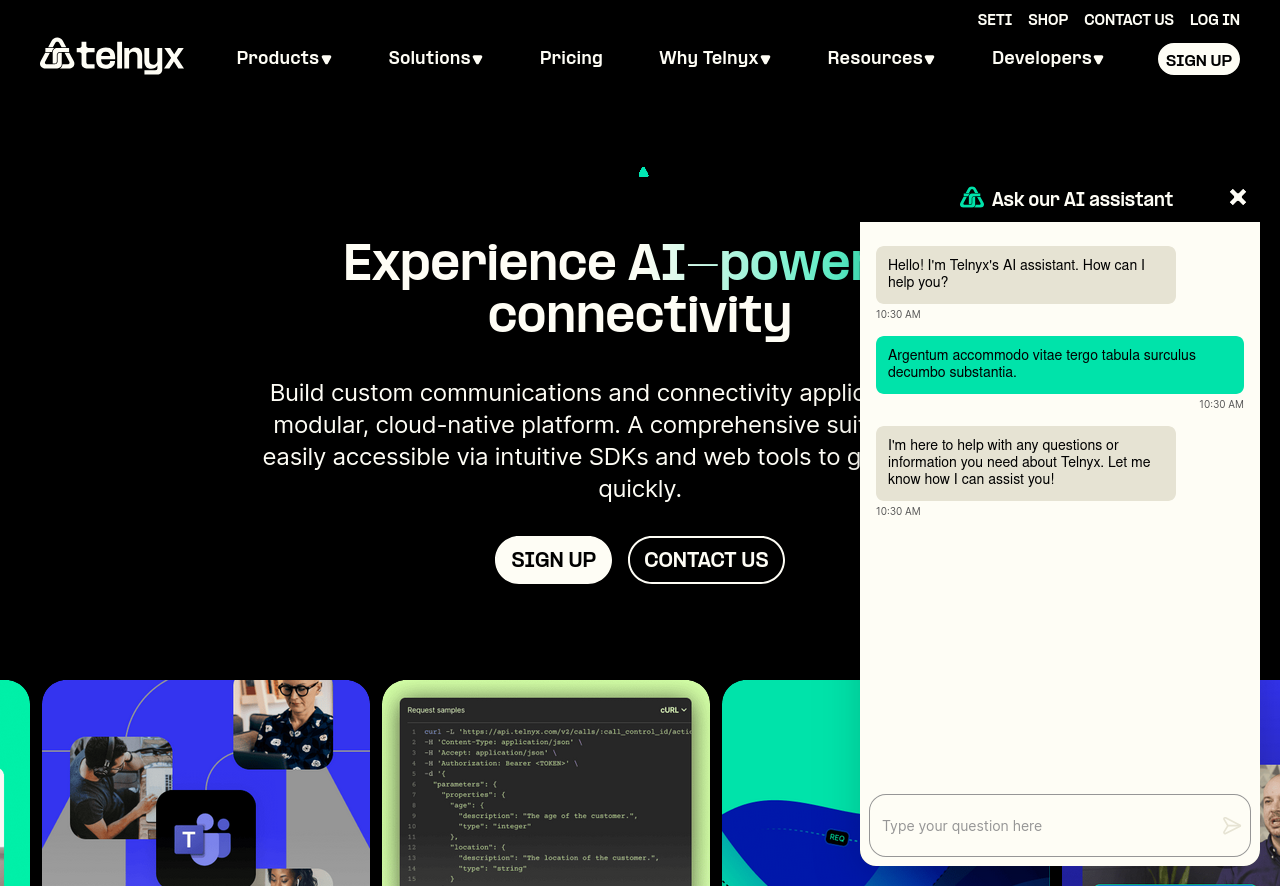 SETI SHOP CONTACT US LOG IN
telnyx Products Solutions Pricing Why Telnyx Resources Developers SIGN UP
Experience AI–power
connectivity
Build custom communications and connectivity
modular, cloud-native platform. A comprehensive
easily accessible via intuitive SDKs and web tools to
quickly.
SIGN UP CONTACT US
Ask our AI assistant
Hello! I'm Telnyx's AI assistant. How can I
help you?
10:30 AM
Argentum accommodo vitae tergo tabula surculus
decumbo substantia.
10:30 AM
I'm here to help with any questions or
information you need about Telnyx. Let me
know how I can assist you!
10:30 AM
Type your question here
T
Request samples cURL
1 curl -L 'https://api.telnyx.com/v2/calls/:call_control_id/actio
2 -H 'Content-Type: application/json' \
3 -H 'Accept: application/json' \
4 -H 'Authorization: Bearer <TOKEN>' \
5 -d '{
6 "parameters": {
7 "properties": {
8 "age": {
9 "description": "The age of the customer.",
10 "type": "integer"
11 },
12 "location": {
13 "description": "The location of the customer.",
14 "type": "string"
15 }
REQ